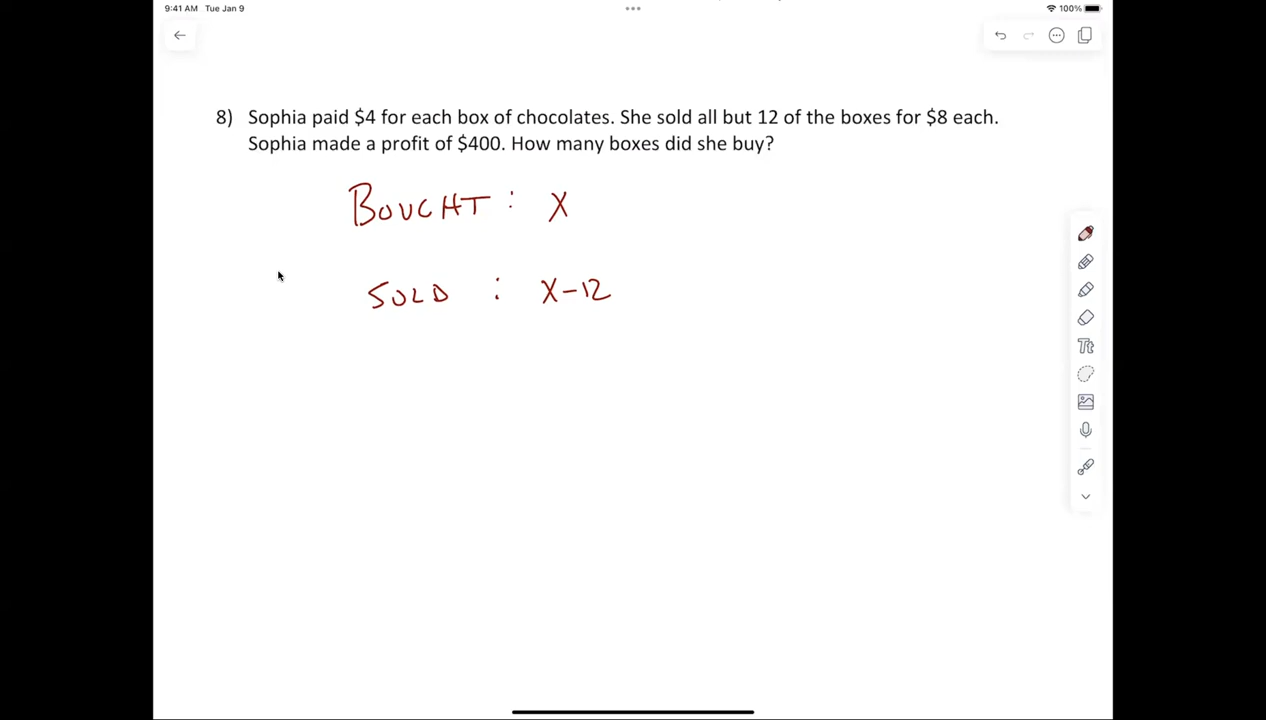 9:41 AM Tue Jan 9
100%
8) Sophia paid $4 for each box of chocolates. She sold all but 12 of the boxes for $8 each.
Sophia made a profit of $400. How many boxes did she buy?
BOUGHT : X
SOLD : X-12
Tt